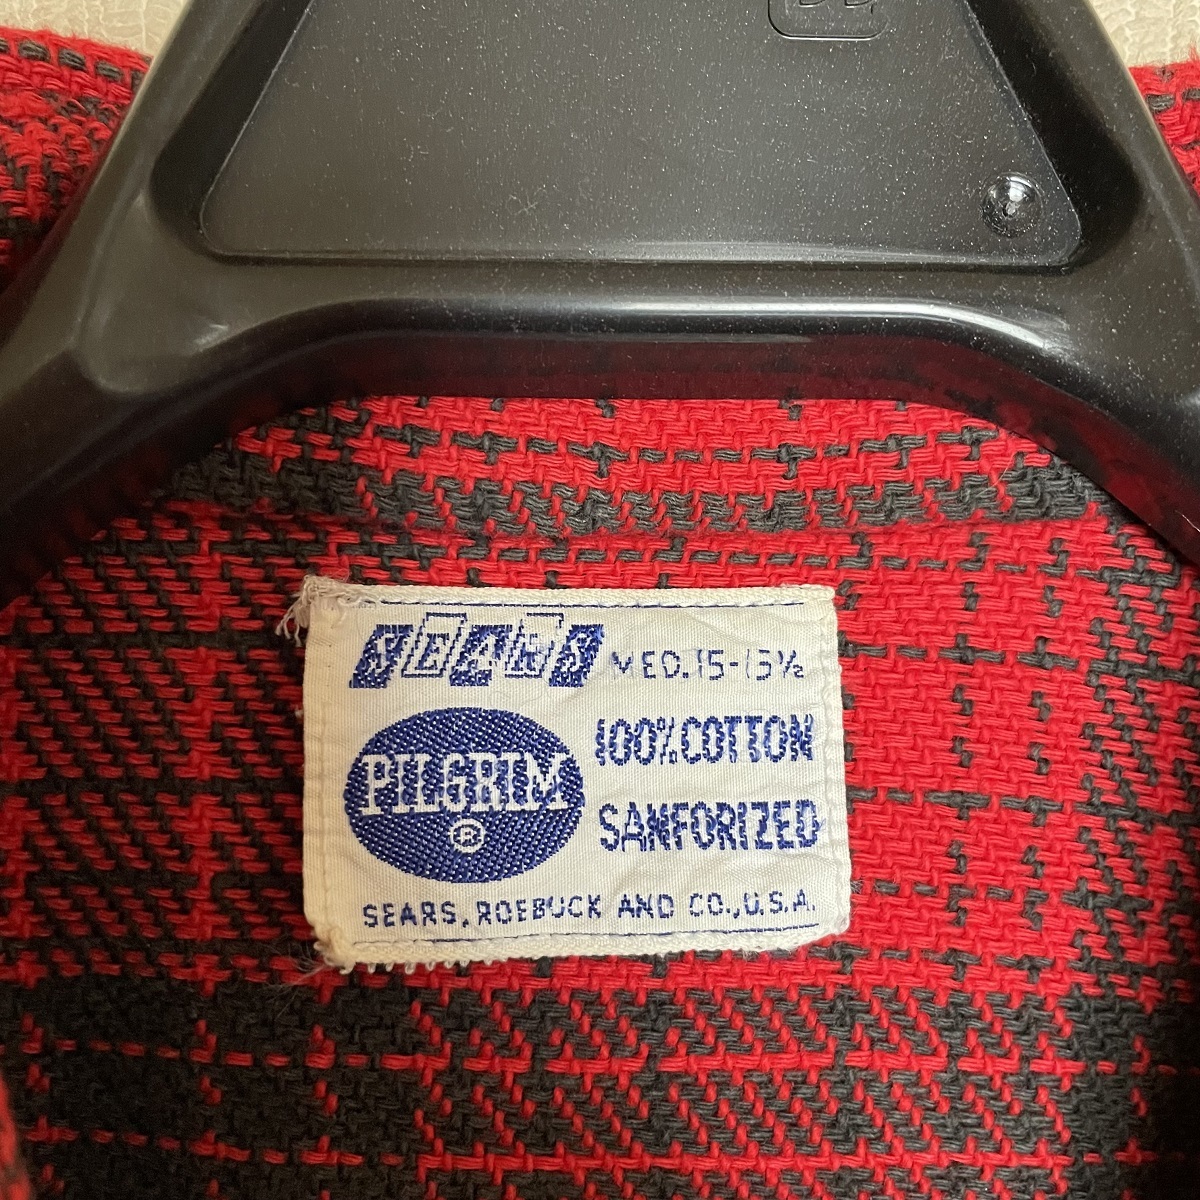 SEARS MED. 15-15½
PILGRIM
®
100% COTTON
SANFORIZED
SEARS, ROEBUCK AND CO., U.S.A.